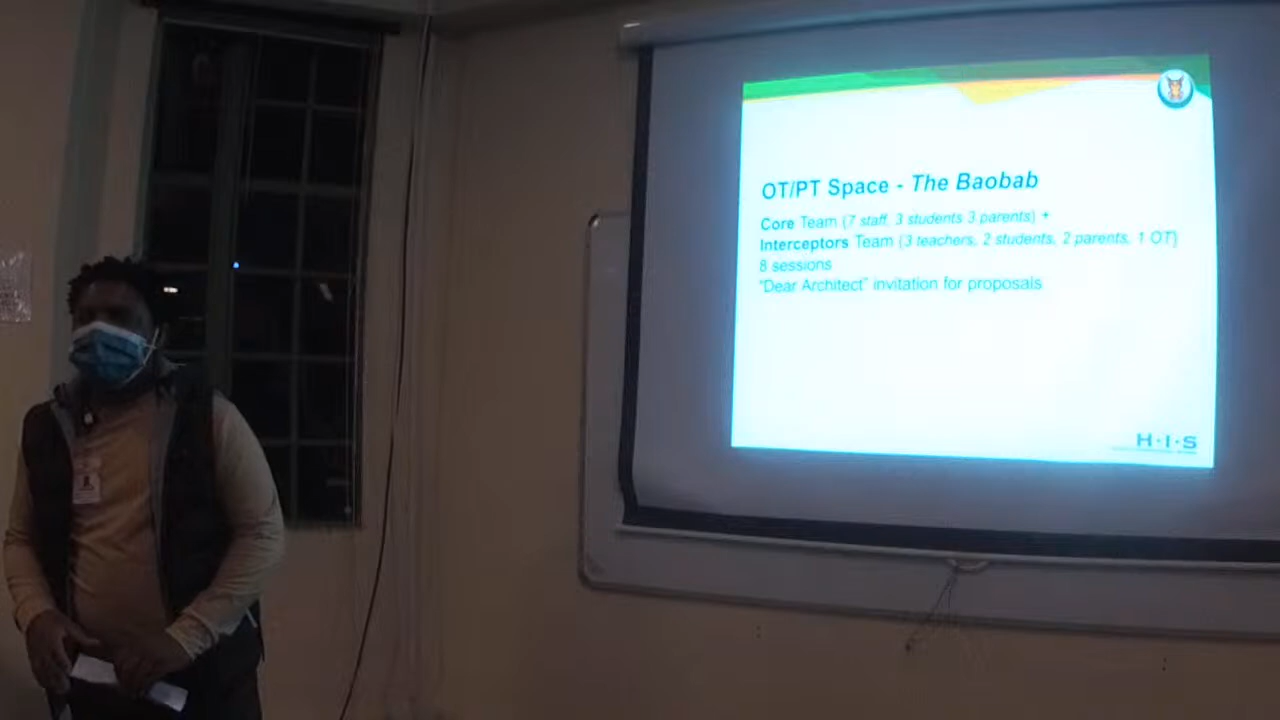 OT/PT Space - The Baobab
Core Team (7 staff, 3 students 3 parents) +
Interceptors Team (3 teachers, 2 students, 2 parents, 1 OT)
8 sessions
"Dear Architect" invitation for proposals
H·I·S